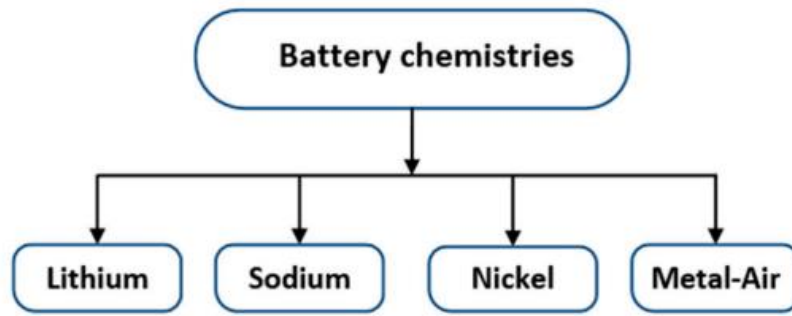 Battery chemistries
Lithium
Sodium
Nickel
Metal-Air